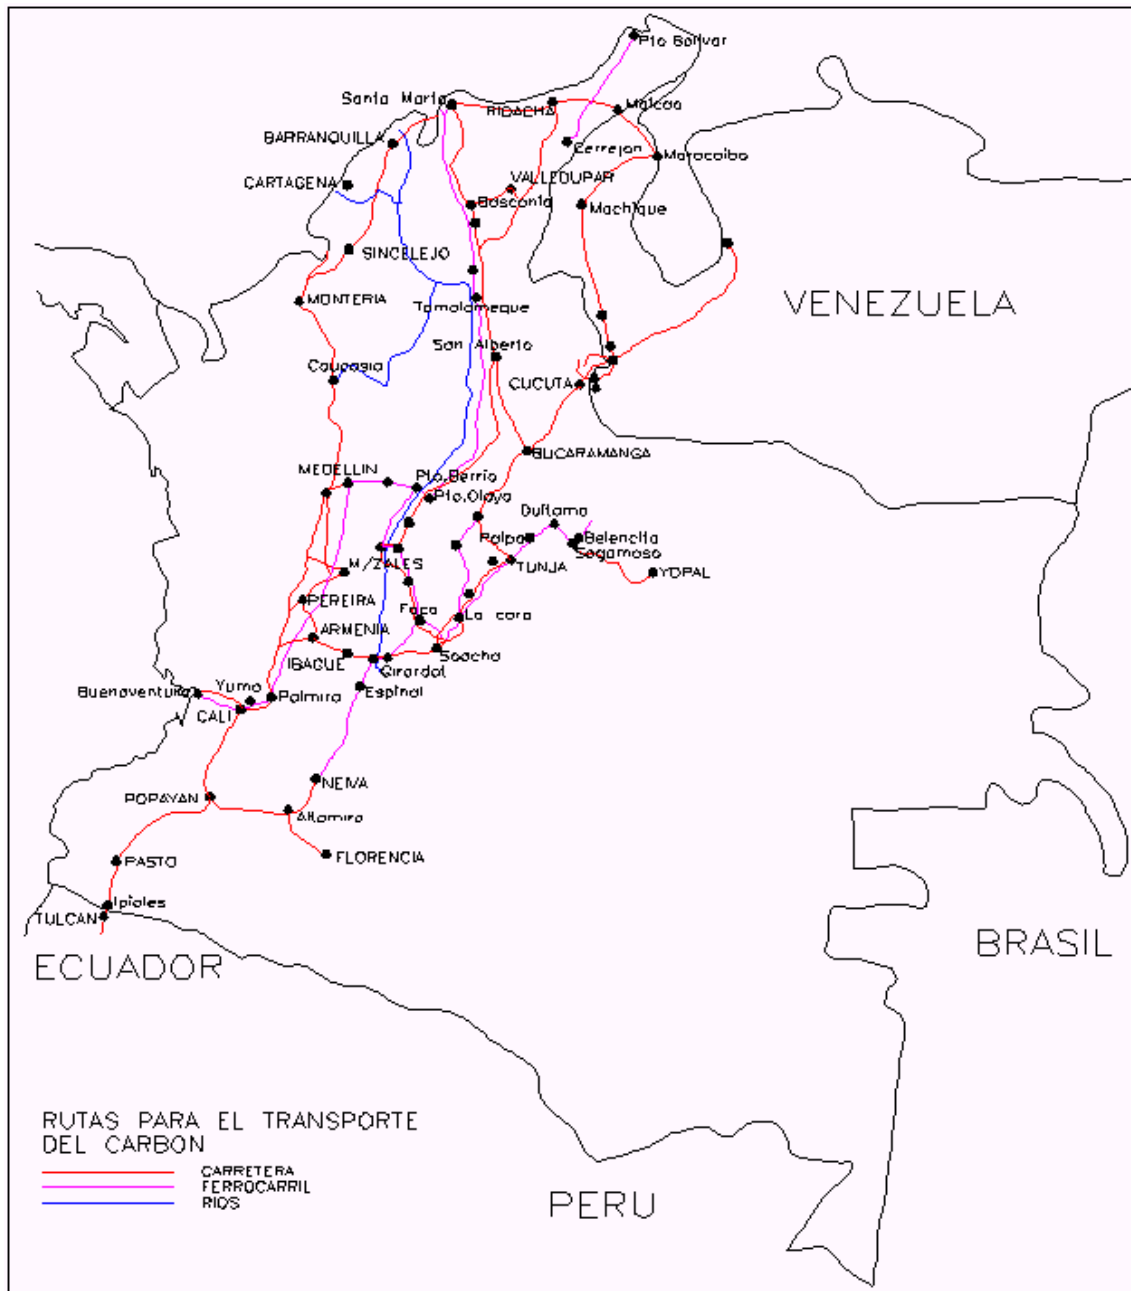 Pto Bolivar
Santa Marta
RIOACHA
Maicao
BARRANQUILLA
Cerrejon
Maracaibo
CARTAGENA
VALLEDUPAR
Bosconia
Machique
SINCELEJO
MONTERIA
Tamalameque
VENEZUELA
San Alberto
Caucasia
CUCUTA
BUCARAMANGA
MEDELLIN
Pto.Berrio
Pto.Olaya
Duitama
Paipa
Belencito
Sogamoso
M/ZALES
TUNJA
YOPAL
PEREIRA
Faca
La caro
ARMENIA
Soacha
IBAGUE
Girardot
Buenaventura
Yumo
Palmira
Espinal
CALI
NEIVA
POPAYAN
Altamira
PASTO
FLORENCIA
Ipiales
TULCAN
ECUADOR
BRASIL
RUTAS PARA EL TRANSPORTE
DEL CARBON
CARRETERA
FERROCARRIL
RIOS
PERU